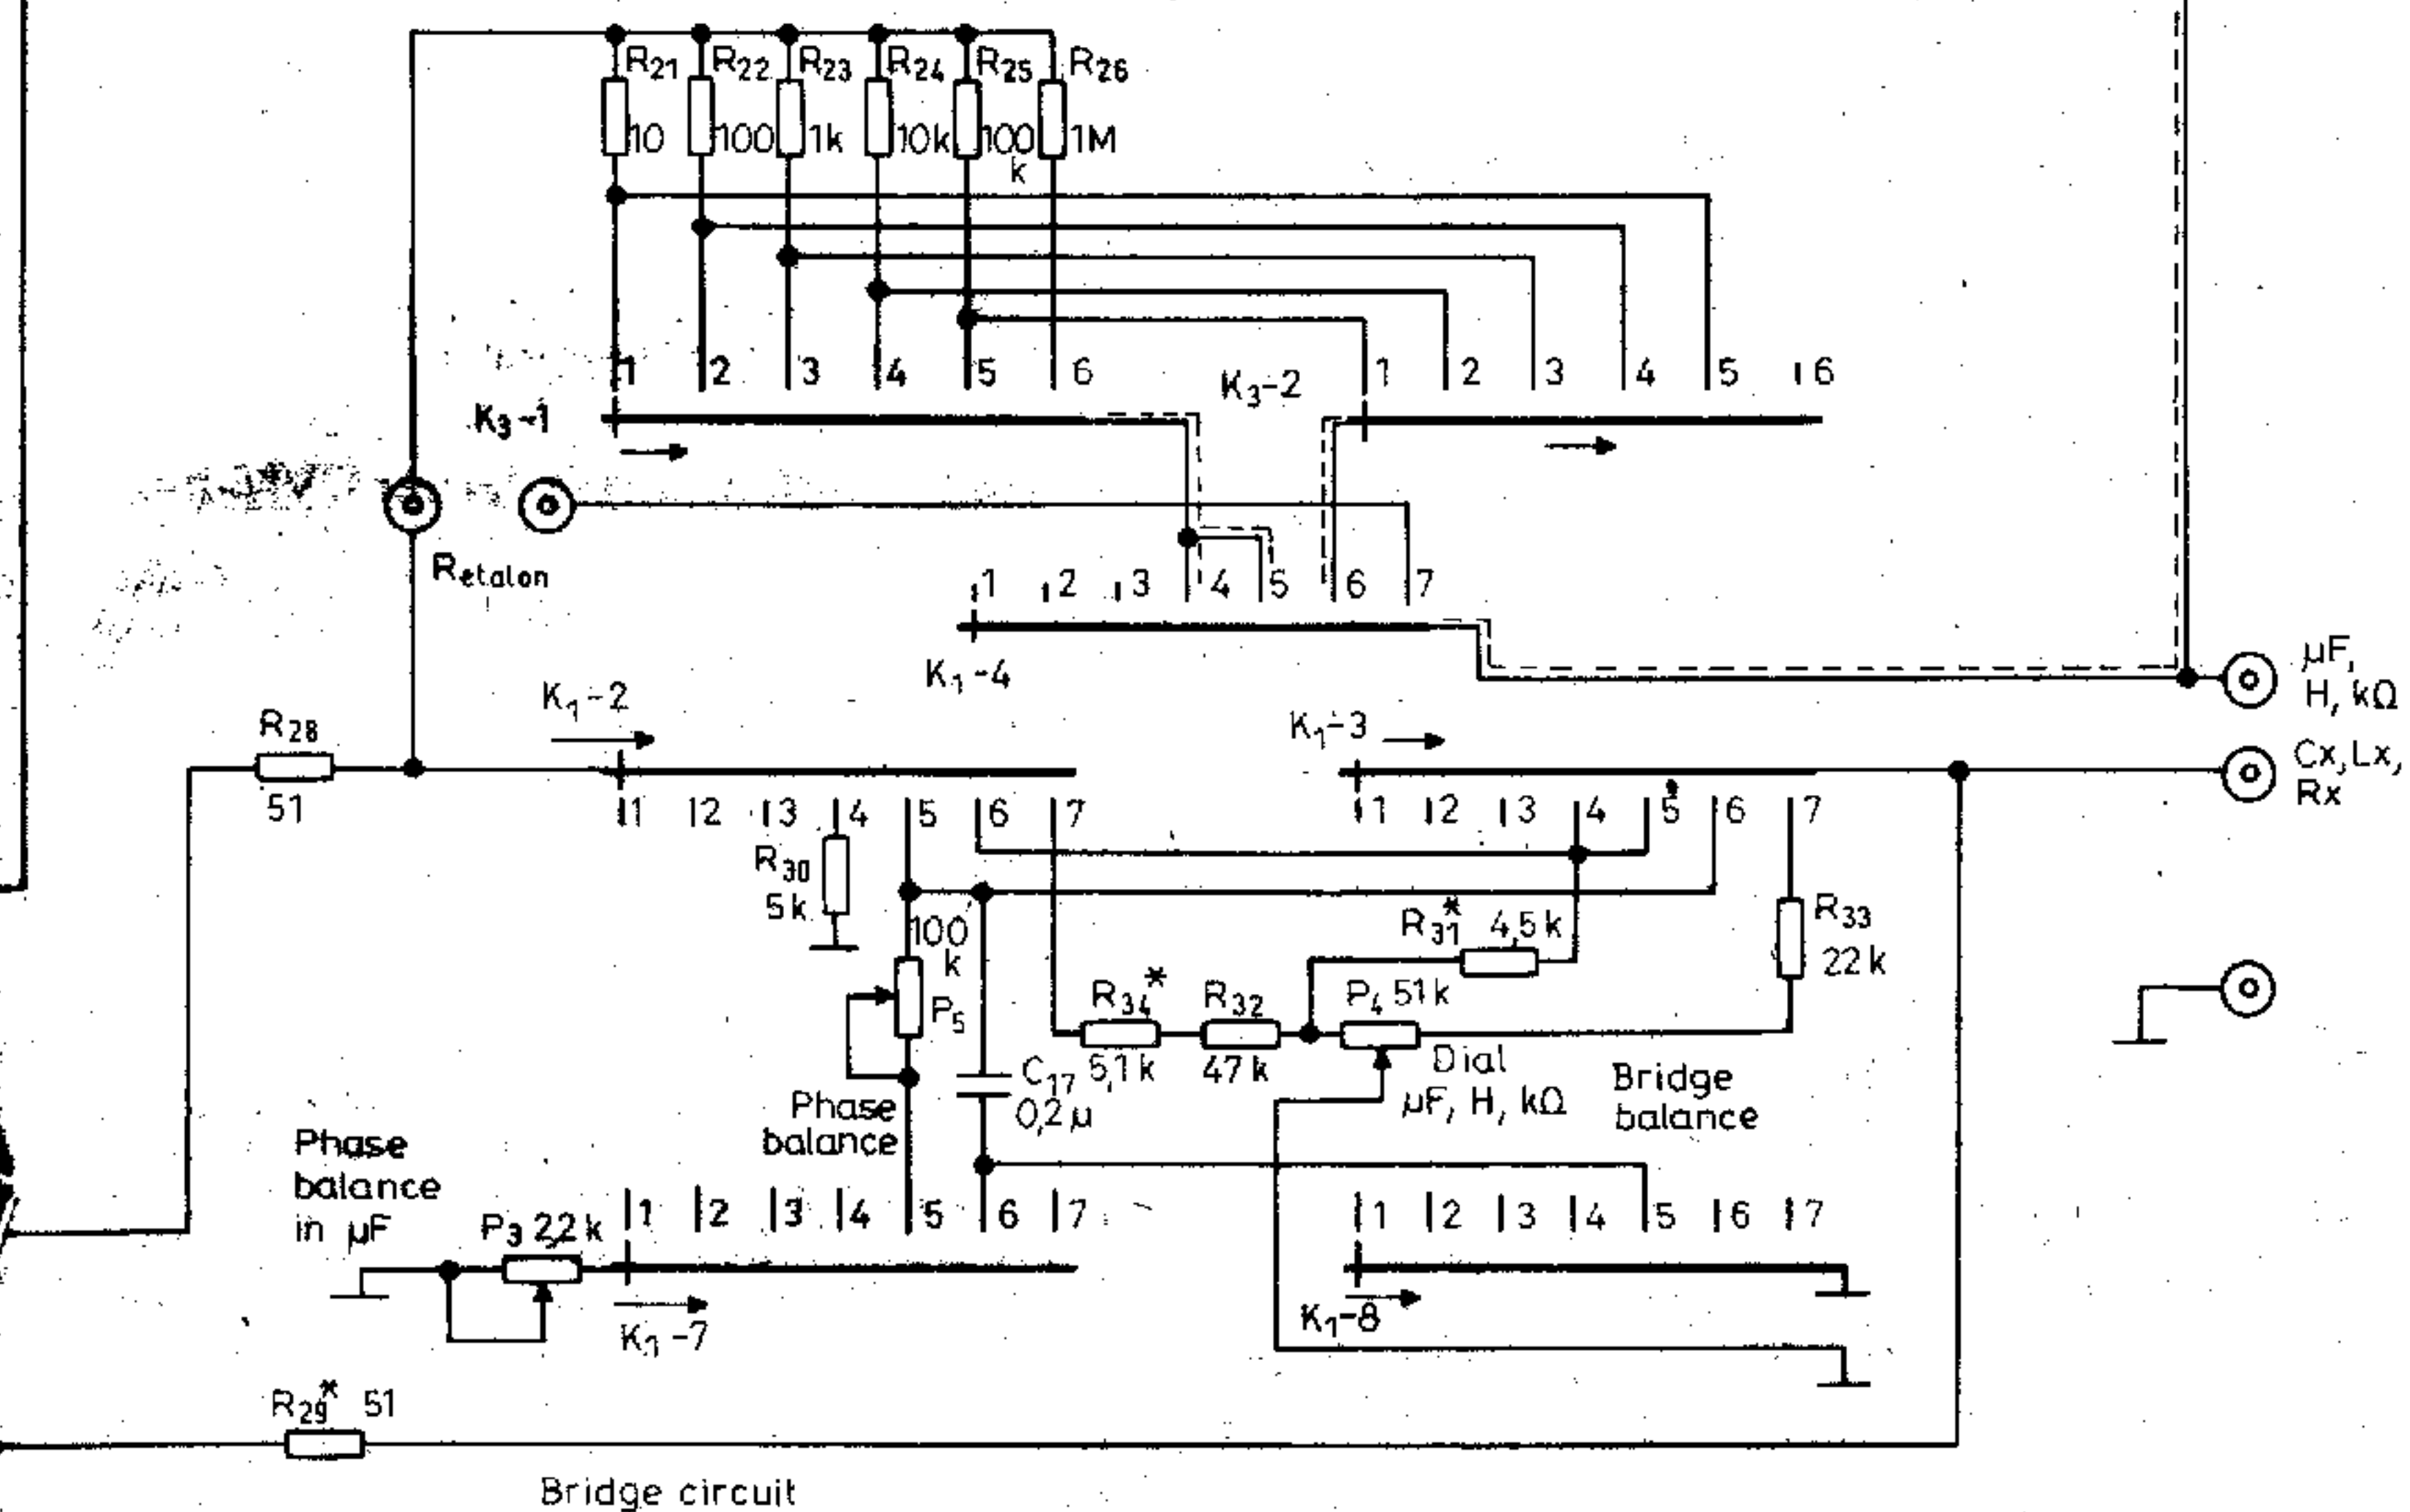 R21 R22 R23 R24 R25 R26
10 100 1k 10k 100 k 1M
1 2 3 4 5 6
K3-1
K3-2
1 2 3 4 5 6
Retalon
1 2 3 4 5 6 7
K1-4
µF,
H, kΩ
K1-2
K1-3
R28
51
Cx, Lx,
Rx
1 2 3 4 5 6 7
1 2 3 4 5 6 7
R30
5k
100
k
P5
R31* 4,5k
R33
22k
R34*
5,1k
R32
47k
P4 51k
Dial
µF, H, kΩ
Bridge
balance
C17
0,2µ
Phase
balance
Phase
balance
in µF
P3 2,2k
1 2 3 4 5 6 7
1 2 3 4 5 6 7
K1-7
K1-8
R29* 51
Bridge circuit